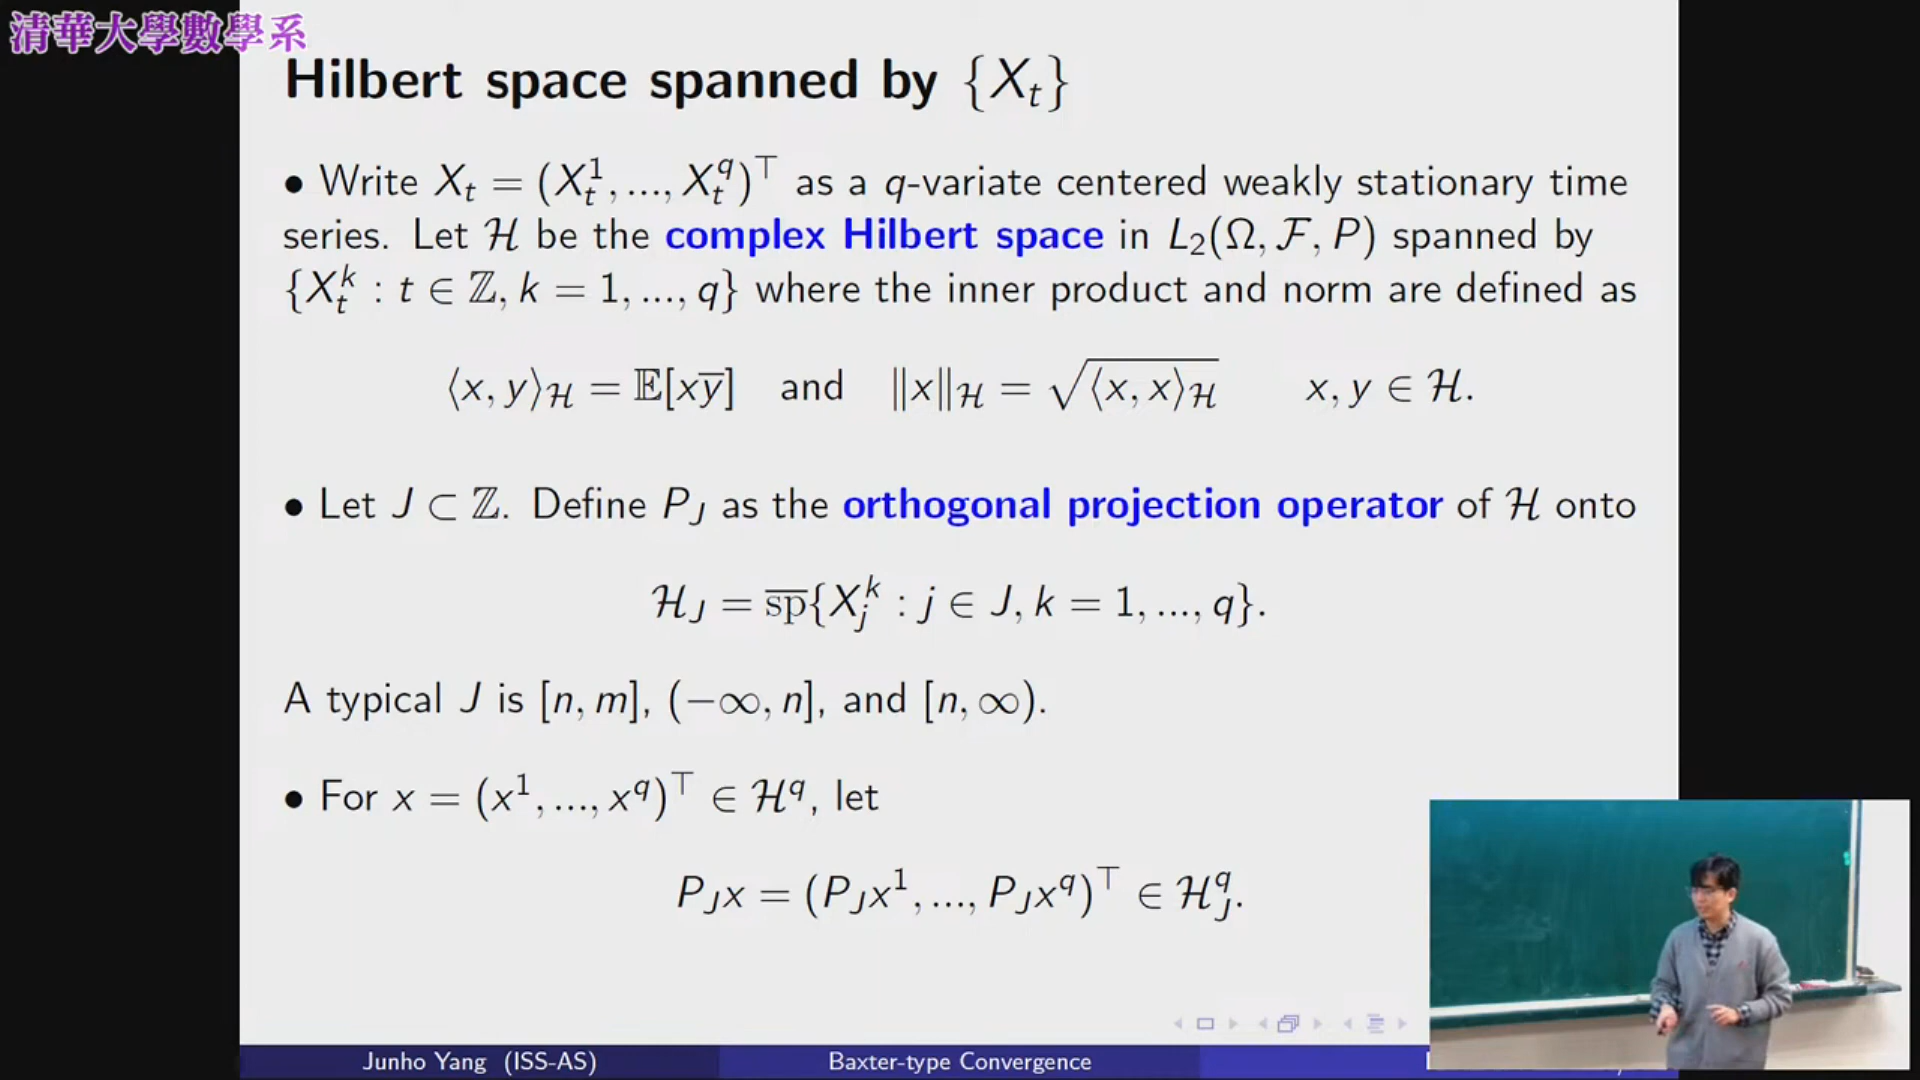 清華大學數學系
Hilbert space spanned by {X_t}
• Write X_t = (X_t^1, ..., X_t^q)^⊤ as a q-variate centered weakly stationary time
series. Let ℋ be the complex Hilbert space in L_2(Ω, ℱ, P) spanned by
{X_t^k : t ∈ ℤ, k = 1, ..., q} where the inner product and norm are defined as
⟨x, y⟩_ℋ = 𝔼[xȳ] and ‖x‖_ℋ = √⟨x, x⟩_ℋ x, y ∈ ℋ.
• Let J ⊂ ℤ. Define P_J as the orthogonal projection operator of ℋ onto
ℋ_J = s̅p̅{X_j^k : j ∈ J, k = 1, ..., q}.
A typical J is [n, m], (−∞, n], and [n, ∞).
• For x = (x^1, ..., x^q)^⊤ ∈ ℋ^q, let
P_J x = (P_J x^1, ..., P_J x^q)^⊤ ∈ ℋ_J^q.
Junho Yang (ISS-AS) Baxter-type Convergence